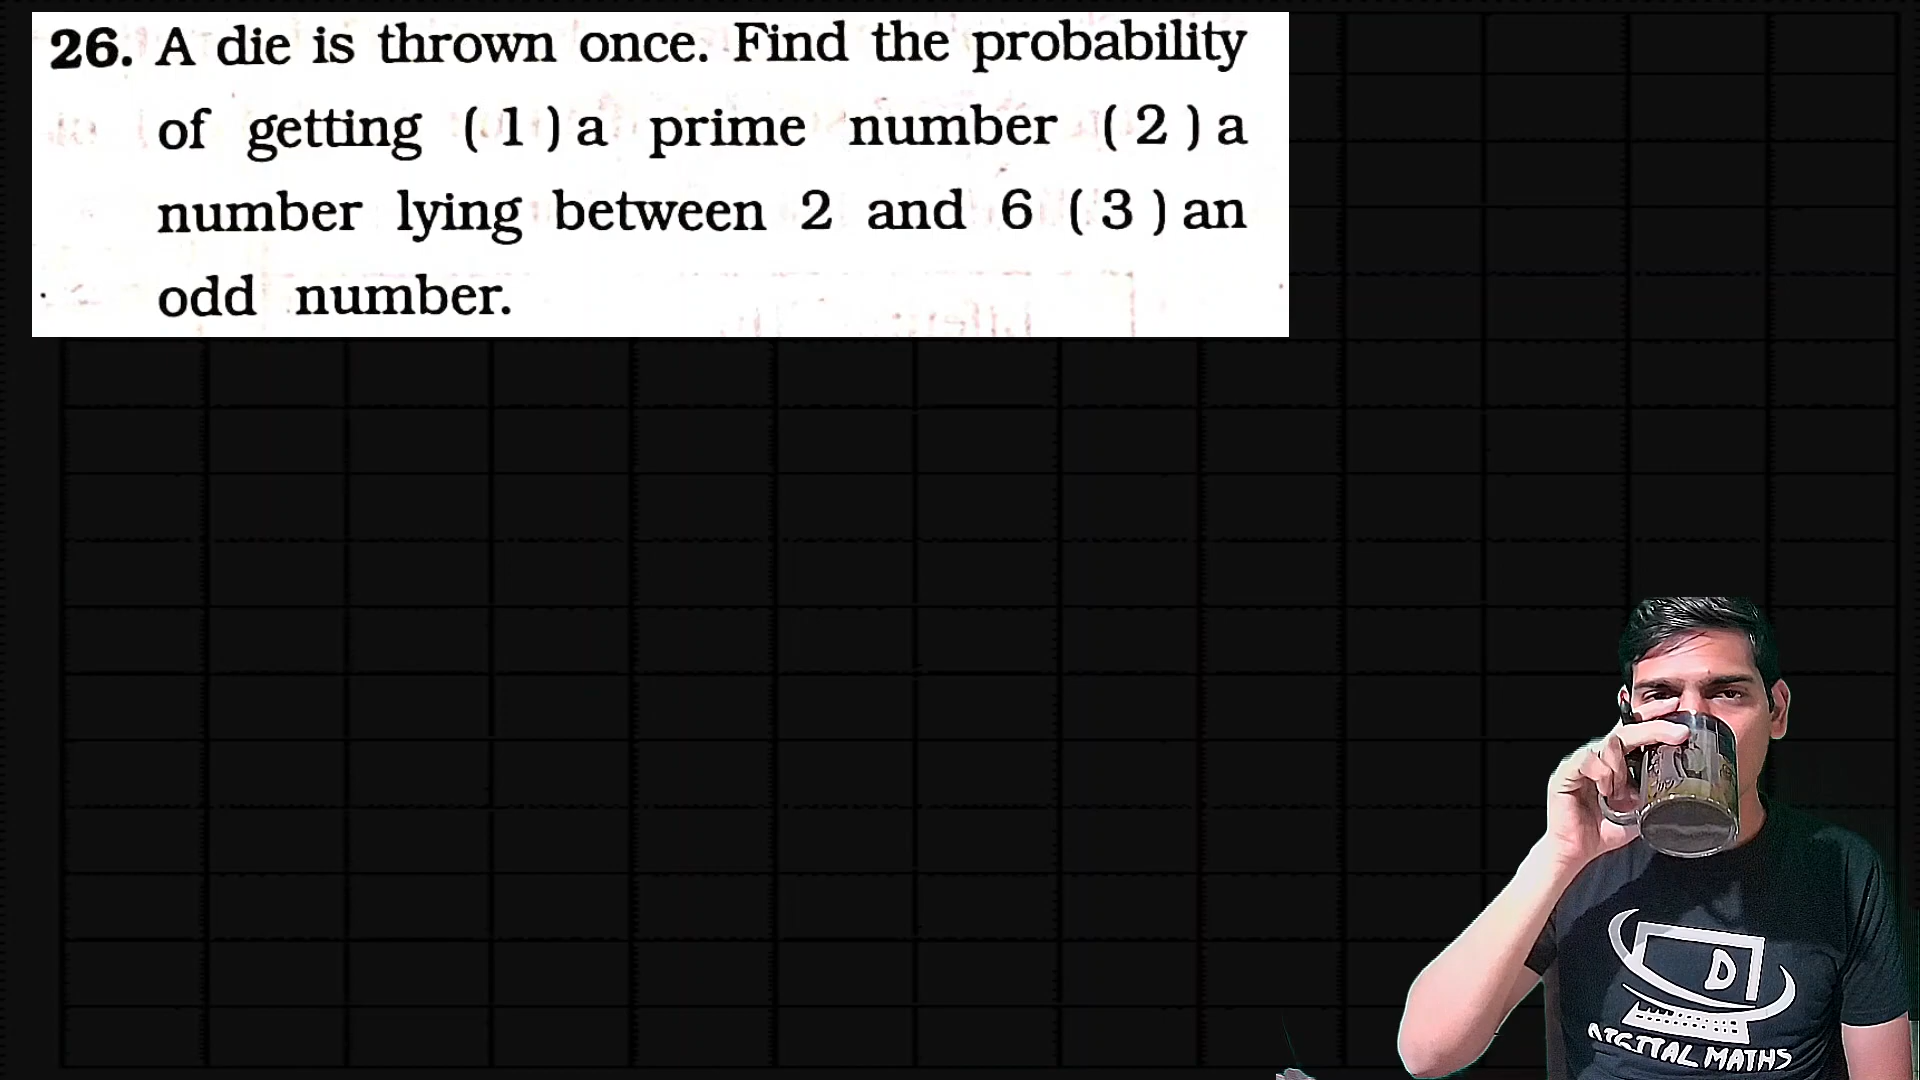 26. A die is thrown once. Find the probability
of getting ( 1 ) a prime number ( 2 ) a
number lying between 2 and 6 ( 3 ) an
odd number.
D
DIGITAL MATHS